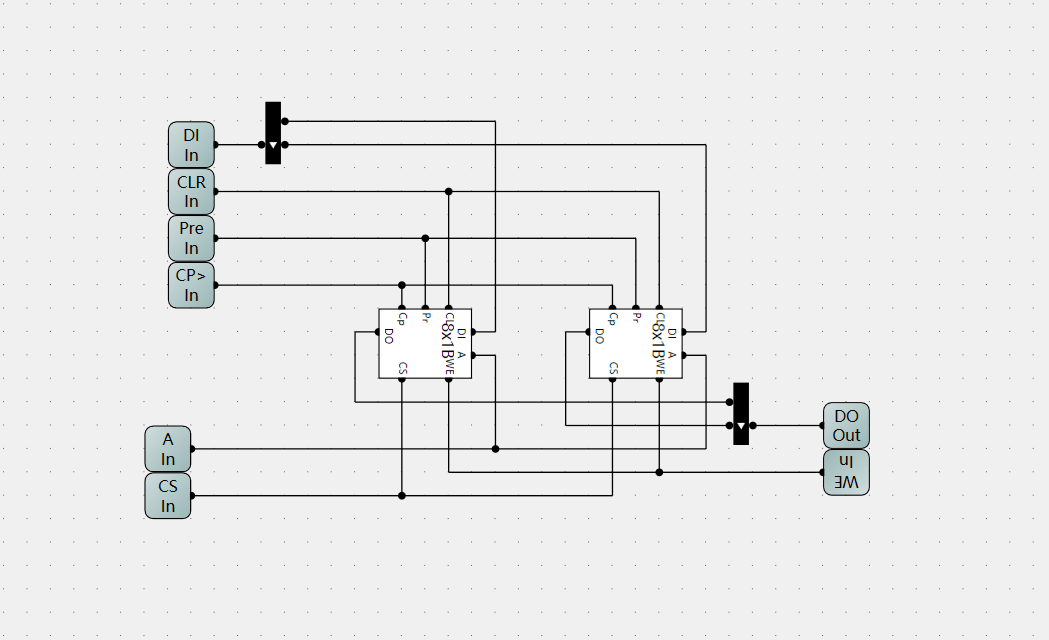 DI
In
CLR
In
Pre
In
CP>
In
Cp
Pr
CL
DI
DO
8x1B
A
CS
WE
Cp
Pr
CL
DI
DO
8x1B
A
CS
WE
DO
Out
In
WE
A
In
CS
In